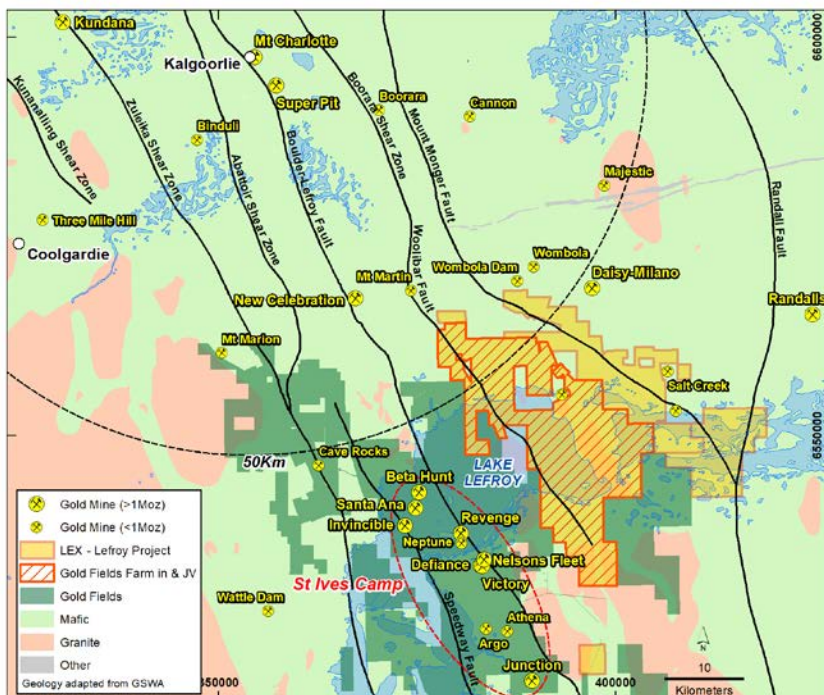 Kundana
Mt Charlotte
Kalgoorlie
Super Pit
Boorara
Cannon
Bindull
Kunanalling Shear Zone
Zuleika Shear Zone
Abattoir Shear Zone
Boulder-Lefroy Fault
Boorara Shear Zone
Mount Monger Fault
Randall Fault
6600000
Majestic
Three Mile Hill
Coolgardie
Woolibar Fault
Wombola
Wombola Dam
Mt Martin
Daisy-Milano
New Celebration
Randalls
Mt Marion
Salt Creek
6550000
50Km
Cave Rocks
LAKE
LEFROY
Beta Hunt
Santa Ana
Invincible
Revenge
Neptune
Nelsons Fleet
Defiance
Victory
St Ives Camp
Speedway Fault
Wattle Dam
Athena
Argo
Junction
Gold Mine (>1Moz)
Gold Mine (<1Moz)
LEX - Lefroy Project
Gold Fields Farm in & JV
Gold Fields
Mafic
Granite
Other
Geology adapted from GSWA
350000
400000
N
10
Kilometers